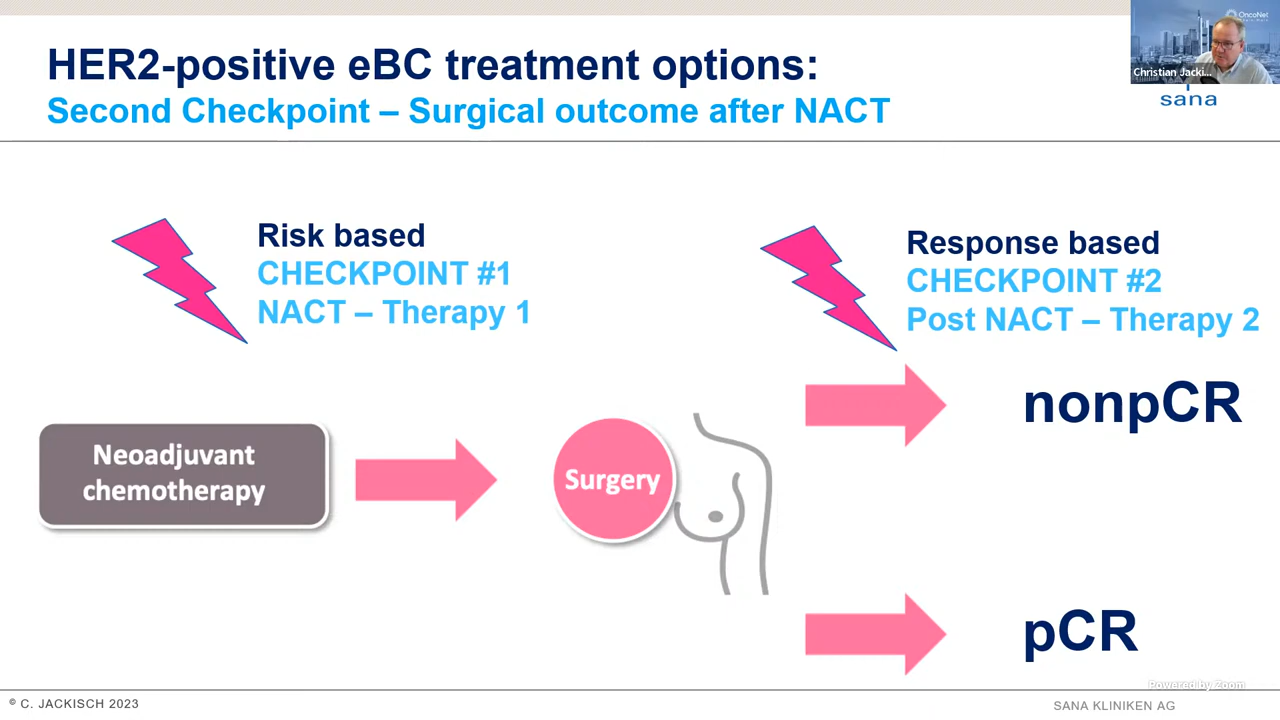 HER2-positive eBC treatment options:
Second Checkpoint – Surgical outcome after NACT
OncoNet
Christian Jacki...
sana
Risk based
CHECKPOINT #1
NACT – Therapy 1
Response based
CHECKPOINT #2
Post NACT – Therapy 2
Neoadjuvant
chemotherapy
Surgery
nonpCR
pCR
Powered by Zoom
© C. JACKISCH 2023
SANA KLINIKEN AG